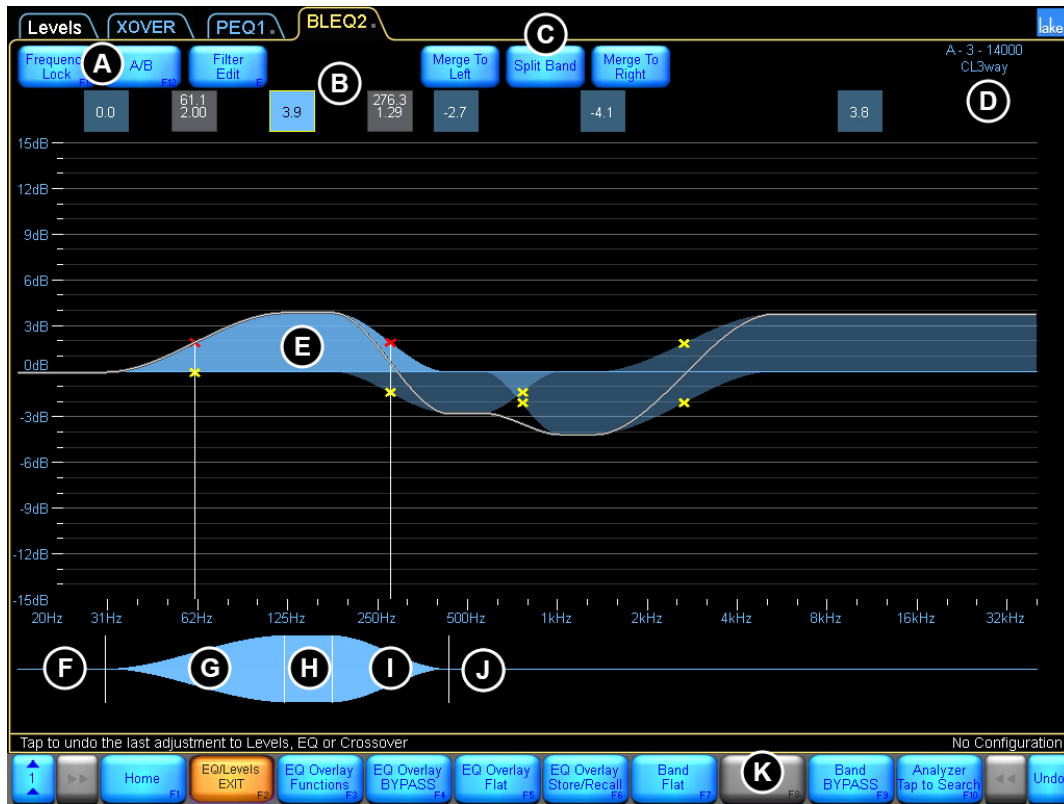 Levels XOVER PEQ1 BLEQ2 lake
C
Frequency
Lock A A/B F12
Filter
Edit
B
Merge To
Left
Split Band
Merge To
Right
A - 3 - 14000
CL3way
D
0.0
61.1
2.00
3.9
276.3
1.29
-2.7
-4.1
3.8
15dB
12dB
9dB
6dB
3dB
E
0dB
-3dB
-6dB
-9dB
-12dB
-15dB
20Hz 31Hz 62Hz 125Hz 250Hz 500Hz 1kHz 2kHz 4kHz 8kHz 16kHz 32kHz
F G H I J
Tap to undo the last adjustment to Levels, EQ or Crossover No Configuration
1
Home F1
EQ/Levels
EXIT F2
EQ Overlay
Functions F3
EQ Overlay
BYPASS F4
EQ Overlay
Flat F5
EQ Overlay
Store/Recall F6
Band
Flat F7
K F8
Band
BYPASS F9
Analyzer
Tap to Search F10
Undo